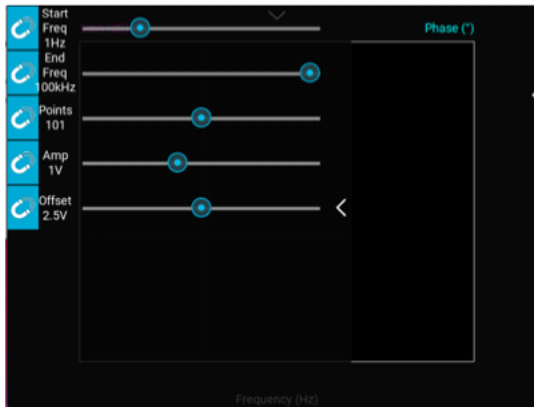 Start
Freq
1Hz
Phase (°)
End
Freq
100kHz
Points
101
Amp
1V
Offset
2.5V
Frequency (Hz)